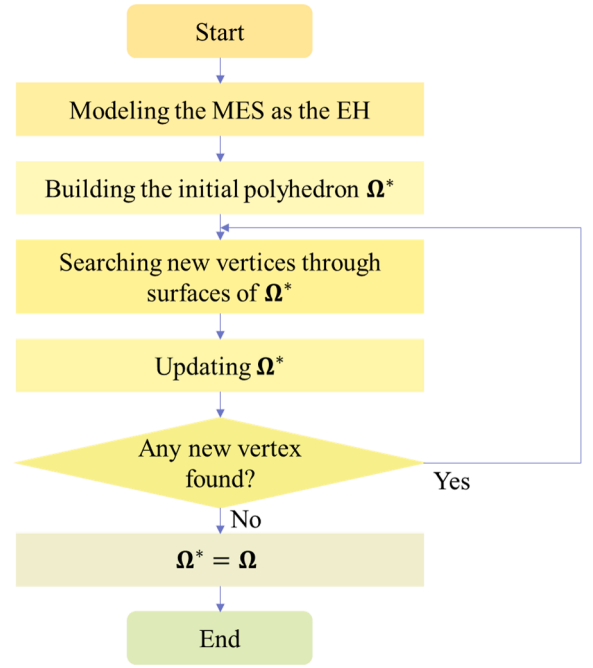 Start
Modeling the MES as the EH
Building the initial polyhedron Ω*
Searching new vertices through
surfaces of Ω*
Updating Ω*
Any new vertex
found?
Yes
No
Ω* = Ω
End